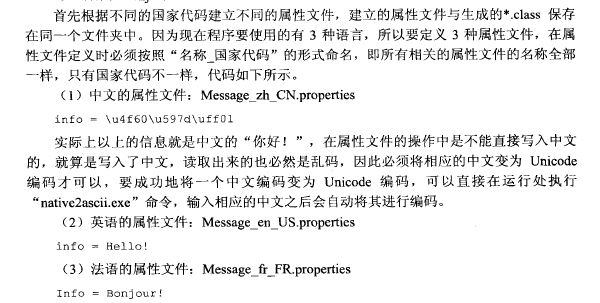 首先根据不同的国家代码建立不同的属性文件，建立的属性文件与生成的*.class 保存
在同一个文件夹中。因为现在程序要使用的有 3 种语言，所以要定义 3 种属性文件，在属
性文件定义时必须按照“名称_国家代码”的形式命名，即所有相关的属性文件的名称全部
一样，只有国家代码不一样，代码如下所示。
（1）中文的属性文件：Message_zh_CN.properties
info = \u4f60\u597d\uff01
实际上以上的信息就是中文的“你好！”，在属性文件的操作中是不能直接写入中文
的，就算是写入了中文，读取出来的也必然是乱码，因此必须将相应的中文变为 Unicode
编码才可以，要成功地将一个中文编码变为 Unicode 编码，可以直接在运行处执行
“native2ascii.exe”命令，输入相应的中文之后会自动将其进行编码。
（2）英语的属性文件：Message_en_US.properties
info = Hello!
（3）法语的属性文件：Message_fr_FR.properties
Info = Bonjour!